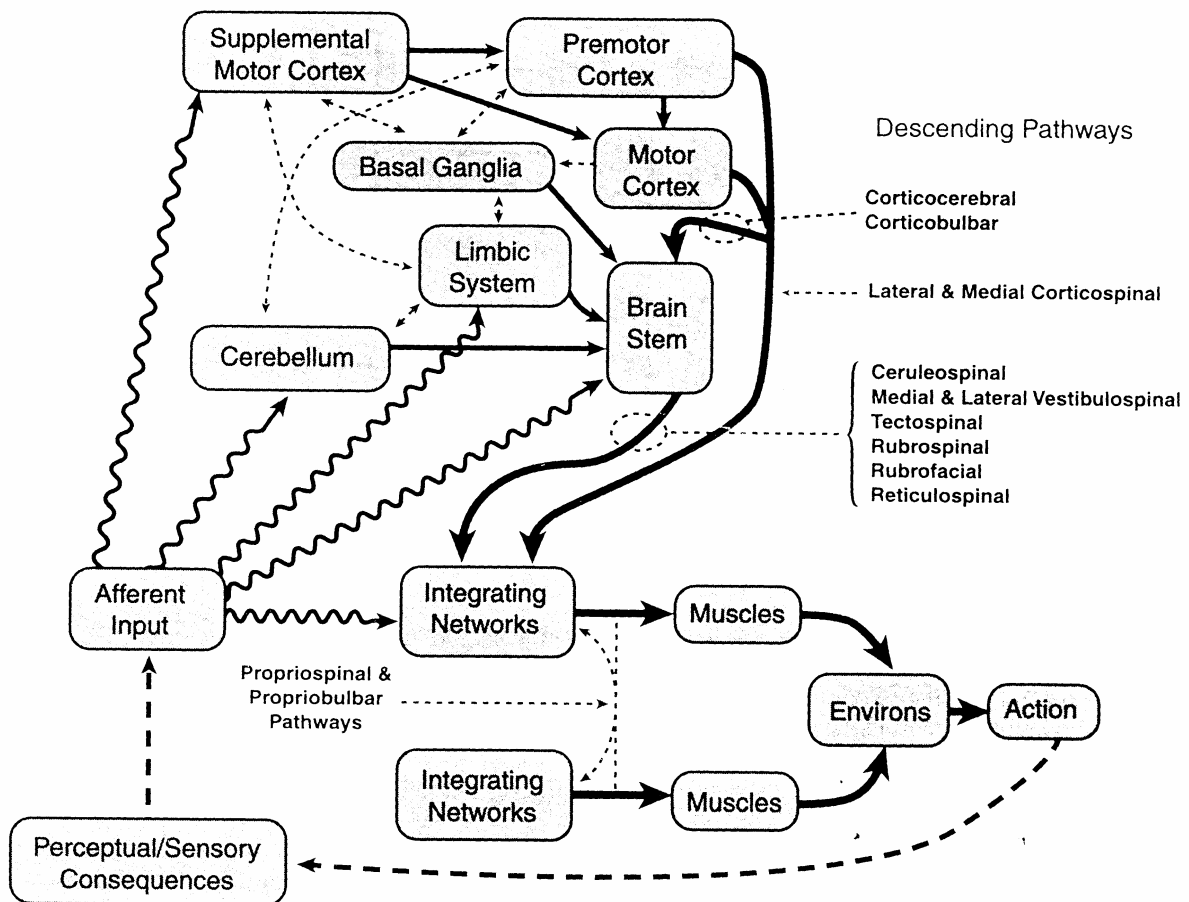 Supplemental
Motor Cortex
Premotor
Cortex
Descending Pathways
Basal Ganglia
Motor
Cortex
Corticocerebral
Corticobulbar
Limbic
System
Brain
Stem
Lateral & Medial Corticospinal
Cerebellum
Ceruleospinal
Medial & Lateral Vestibulospinal
Tectospinal
Rubrospinal
Rubrofacial
Reticulospinal
Afferent
Input
Integrating
Networks
Muscles
Propriospinal &
Propriobulbar
Pathways
Environs
Action
Integrating
Networks
Muscles
Perceptual/Sensory
Consequences